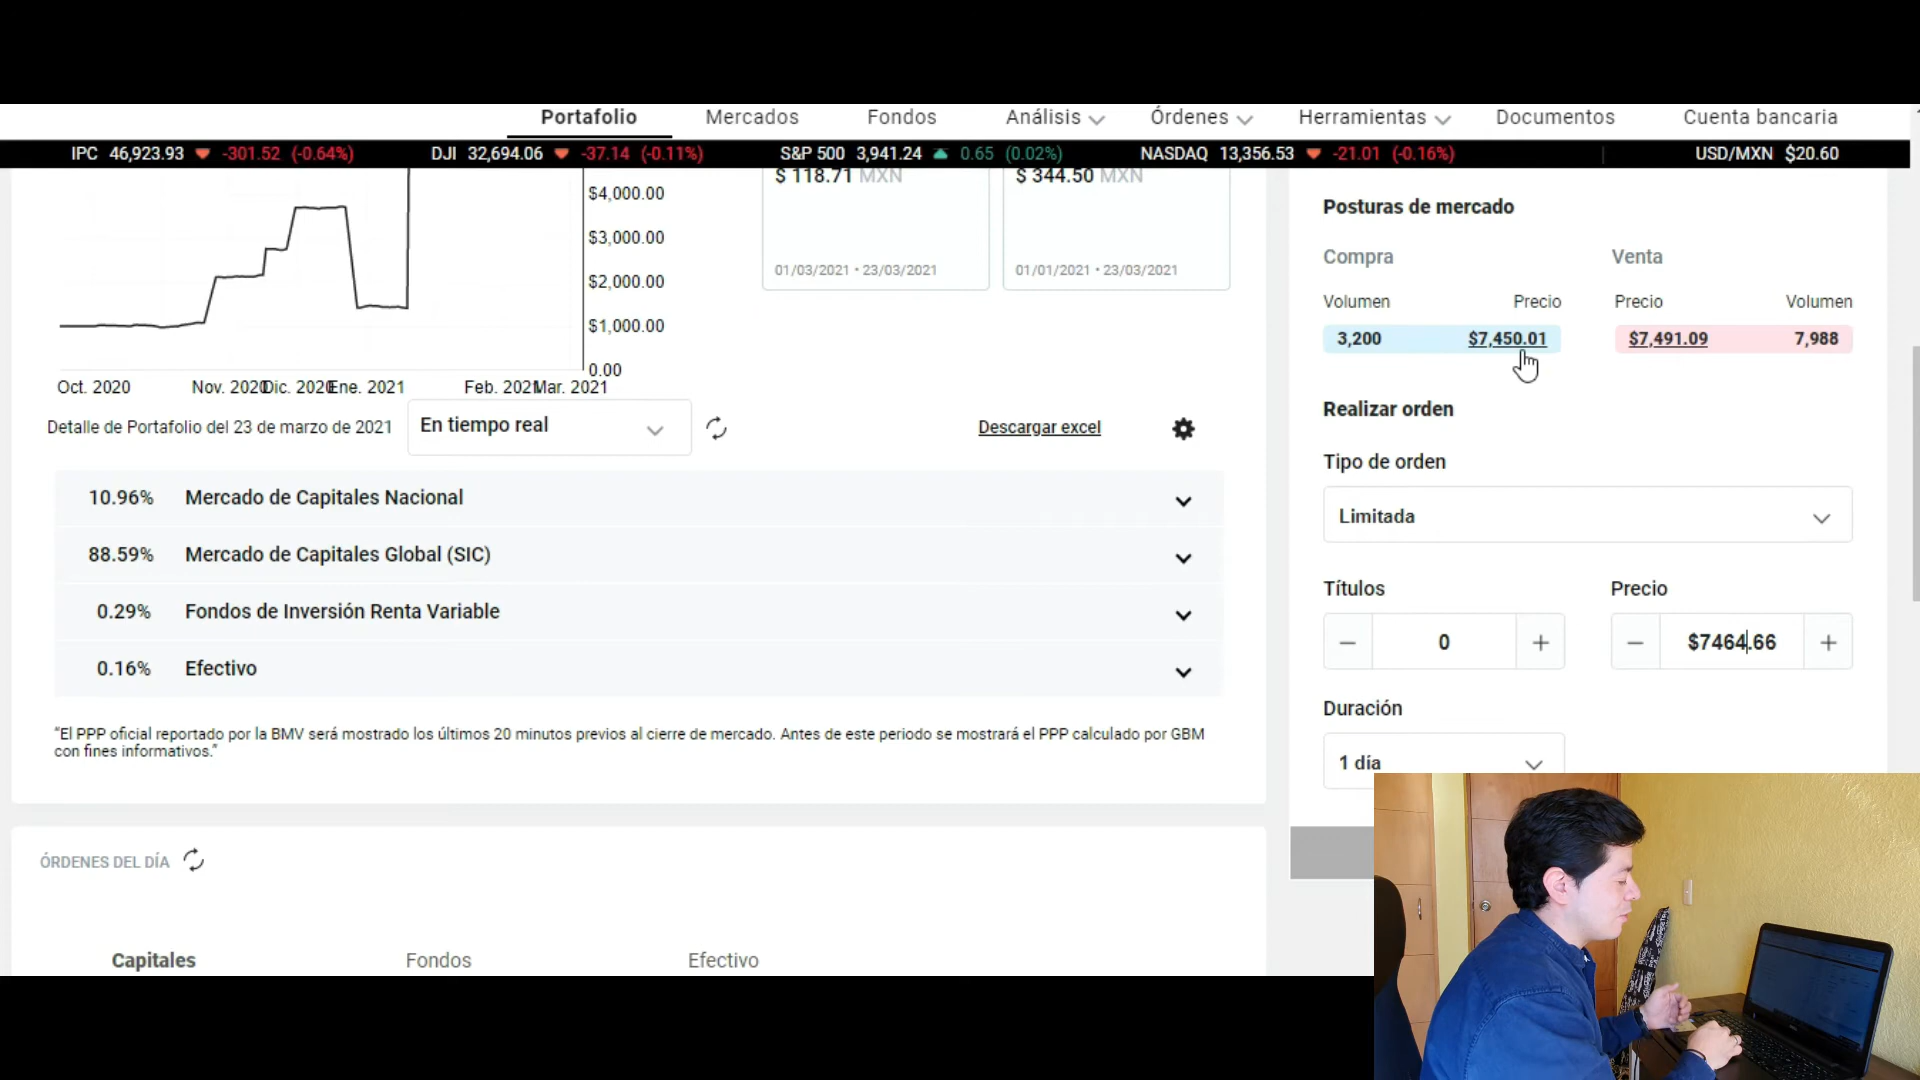 Portafolio Mercados Fondos Análisis Órdenes Herramientas Documentos Cuenta bancaria
IPC 46,923.93 -301.52 (-0.64%) DJI 32,694.06 -37.14 (-0.11%) S&P 500 3,941.24 0.65 (0.02%) NASDAQ 13,356.53 -21.01 (-0.16%) USD/MXN $20.60
$4,000.00
$3,000.00
$2,000.00
$1,000.00
0.00
Oct. 2020 Nov. 2020 Dic. 2020 Ene. 2021 Feb. 2021 Mar. 2021
$ 118.71 MXN
01/03/2021 • 23/03/2021
$ 344.50 MXN
01/01/2021 • 23/03/2021
Detalle de Portafolio del 23 de marzo de 2021 En tiempo real Descargar excel
10.96% Mercado de Capitales Nacional
88.59% Mercado de Capitales Global (SIC)
0.29% Fondos de Inversión Renta Variable
0.16% Efectivo
“El PPP oficial reportado por la BMV será mostrado los últimos 20 minutos previos al cierre de mercado. Antes de este periodo se mostrará el PPP calculado por GBM
con fines informativos.”
ÓRDENES DEL DÍA
Capitales Fondos Efectivo
Posturas de mercado
Compra Venta
Volumen Precio Precio Volumen
3,200 $7,450.01 $7,491.09 7,988
Realizar orden
Tipo de orden
Limitada
Títulos Precio
− 0 + − $7464.66 +
Duración
1 día